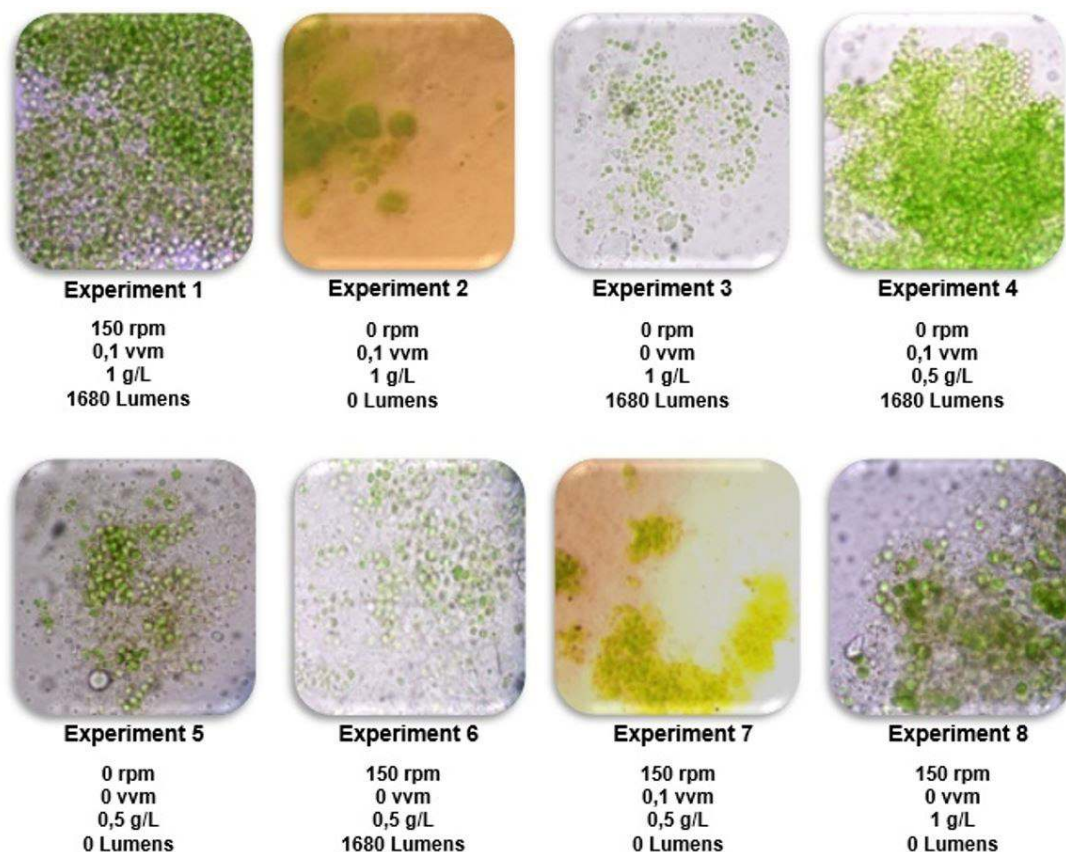 Experiment 1
150 rpm
0,1 vvm
1 g/L
1680 Lumens
Experiment 2
0 rpm
0,1 vvm
1 g/L
0 Lumens
Experiment 3
0 rpm
0 vvm
1 g/L
1680 Lumens
Experiment 4
0 rpm
0,1 vvm
0,5 g/L
1680 Lumens
Experiment 5
0 rpm
0 vvm
0,5 g/L
0 Lumens
Experiment 6
150 rpm
0 vvm
0,5 g/L
1680 Lumens
Experiment 7
150 rpm
0,1 vvm
0,5 g/L
0 Lumens
Experiment 8
150 rpm
0 vvm
1 g/L
0 Lumens